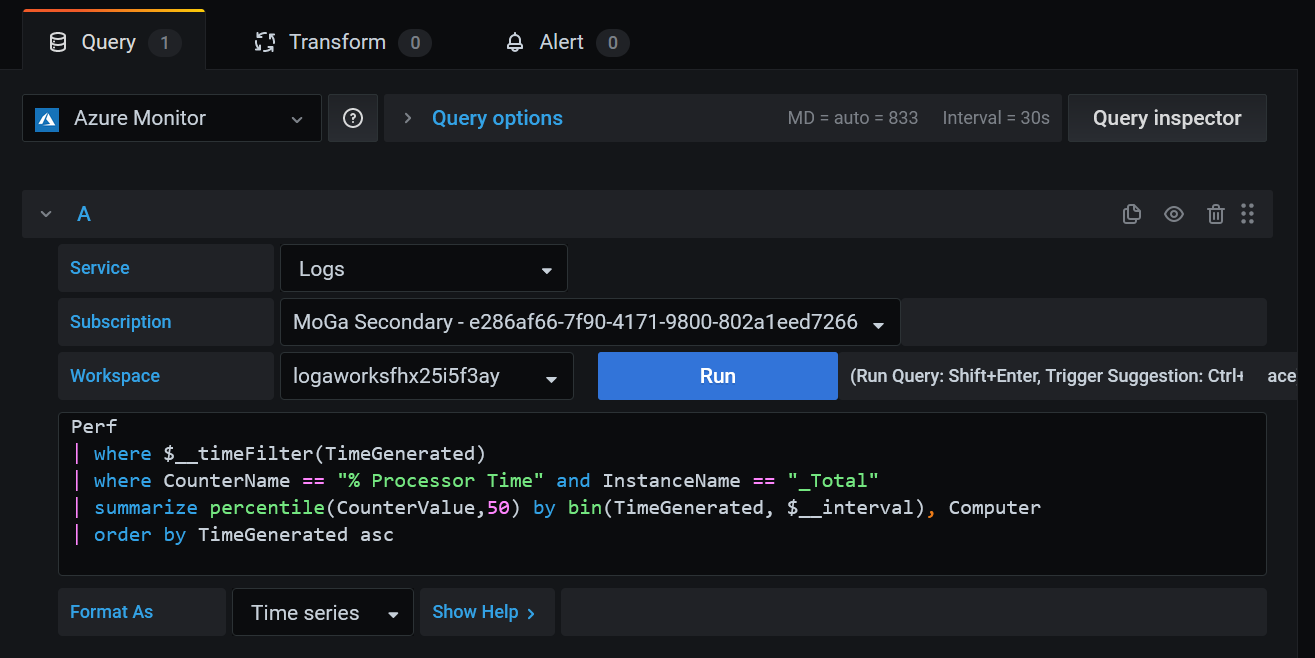 Query 1 Transform 0 Alert 0
Azure Monitor Query options MD = auto = 833 Interval = 30s Query inspector
A
Service Logs
Subscription MoGa Secondary - e286af66-7f90-4171-9800-802a1eed7266
Workspace logaworksfhx25i5f3ay Run (Run Query: Shift+Enter, Trigger Suggestion: Ctrl+ ace
Perf
| where $__timeFilter(TimeGenerated)
| where CounterName == "% Processor Time" and InstanceName == "_Total"
| summarize percentile(CounterValue,50) by bin(TimeGenerated, $__interval), Computer
| order by TimeGenerated asc
Format As Time series Show Help